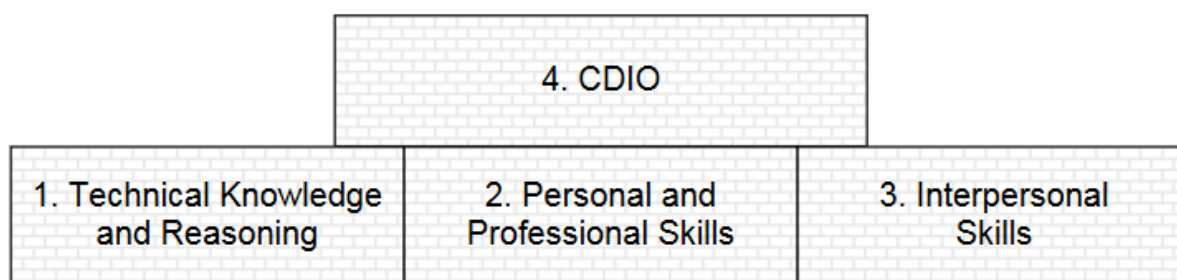 4. CDIO
1. Technical Knowledge
and Reasoning
2. Personal and
Professional Skills
3. Interpersonal
Skills